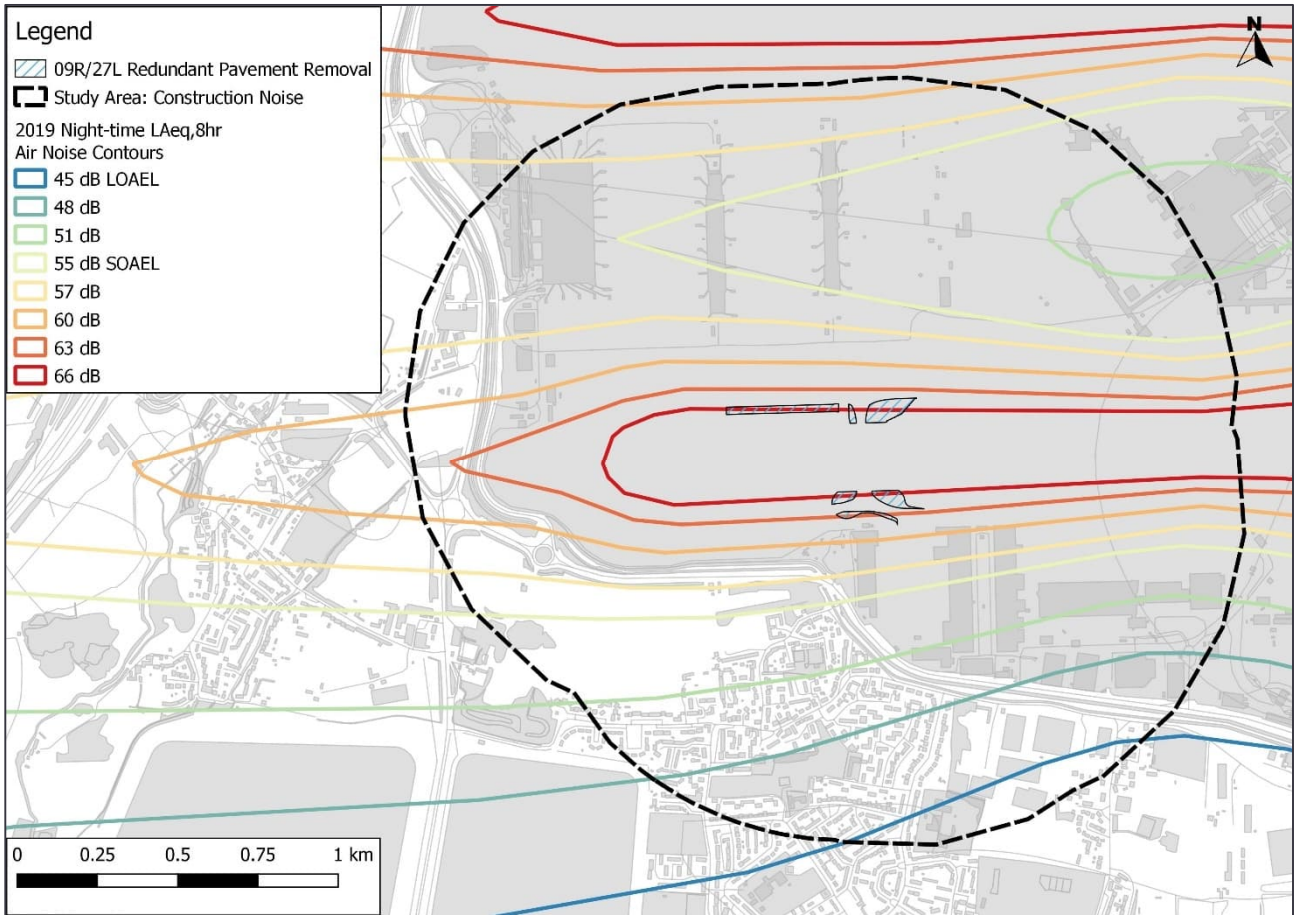 Legend
09R/27L Redundant Pavement Removal
Study Area: Construction Noise
2019 Night-time LAeq,8hr
Air Noise Contours
45 dB LOAEL
48 dB
51 dB
55 dB SOAEL
57 dB
60 dB
63 dB
66 dB
N
0 0.25 0.5 0.75 1 km